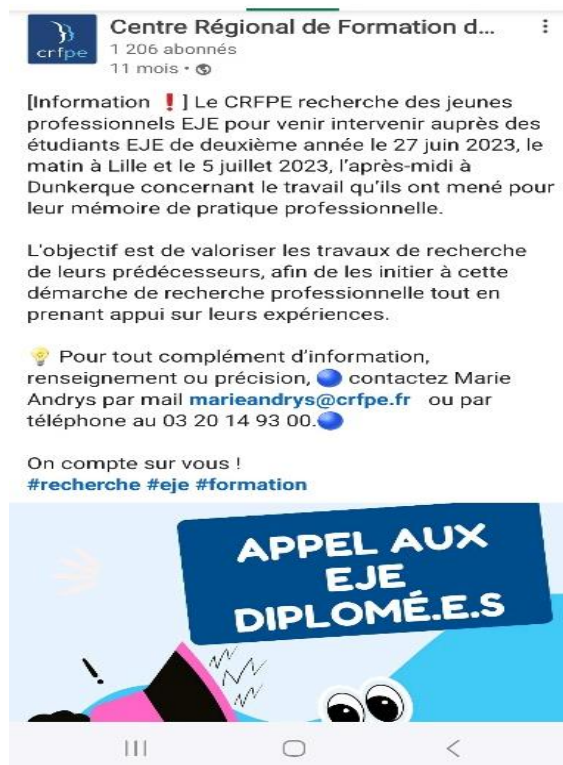 Centre Régional de Formation d...
crfpe
1 206 abonnés
11 mois •
[Information ❗] Le CRFPE recherche des jeunes
professionnels EJE pour venir intervenir auprès des
étudiants EJE de deuxième année le 27 juin 2023, le
matin à Lille et le 5 juillet 2023, l'après-midi à
Dunkerque concernant le travail qu'ils ont mené pour
leur mémoire de pratique professionnelle.
L'objectif est de valoriser les travaux de recherche
de leurs prédécesseurs, afin de les initier à cette
démarche de recherche professionnelle tout en
prenant appui sur leurs expériences.
💡 Pour tout complément d'information,
renseignement ou précision, 🔵 contactez Marie
Andrys par mail marieandrys@crfpe.fr ou par
téléphone au 03 20 14 93 00.🔵
On compte sur vous !
#recherche #eje #formation
APPEL AUX
EJE
DIPLOMÉ.E.S